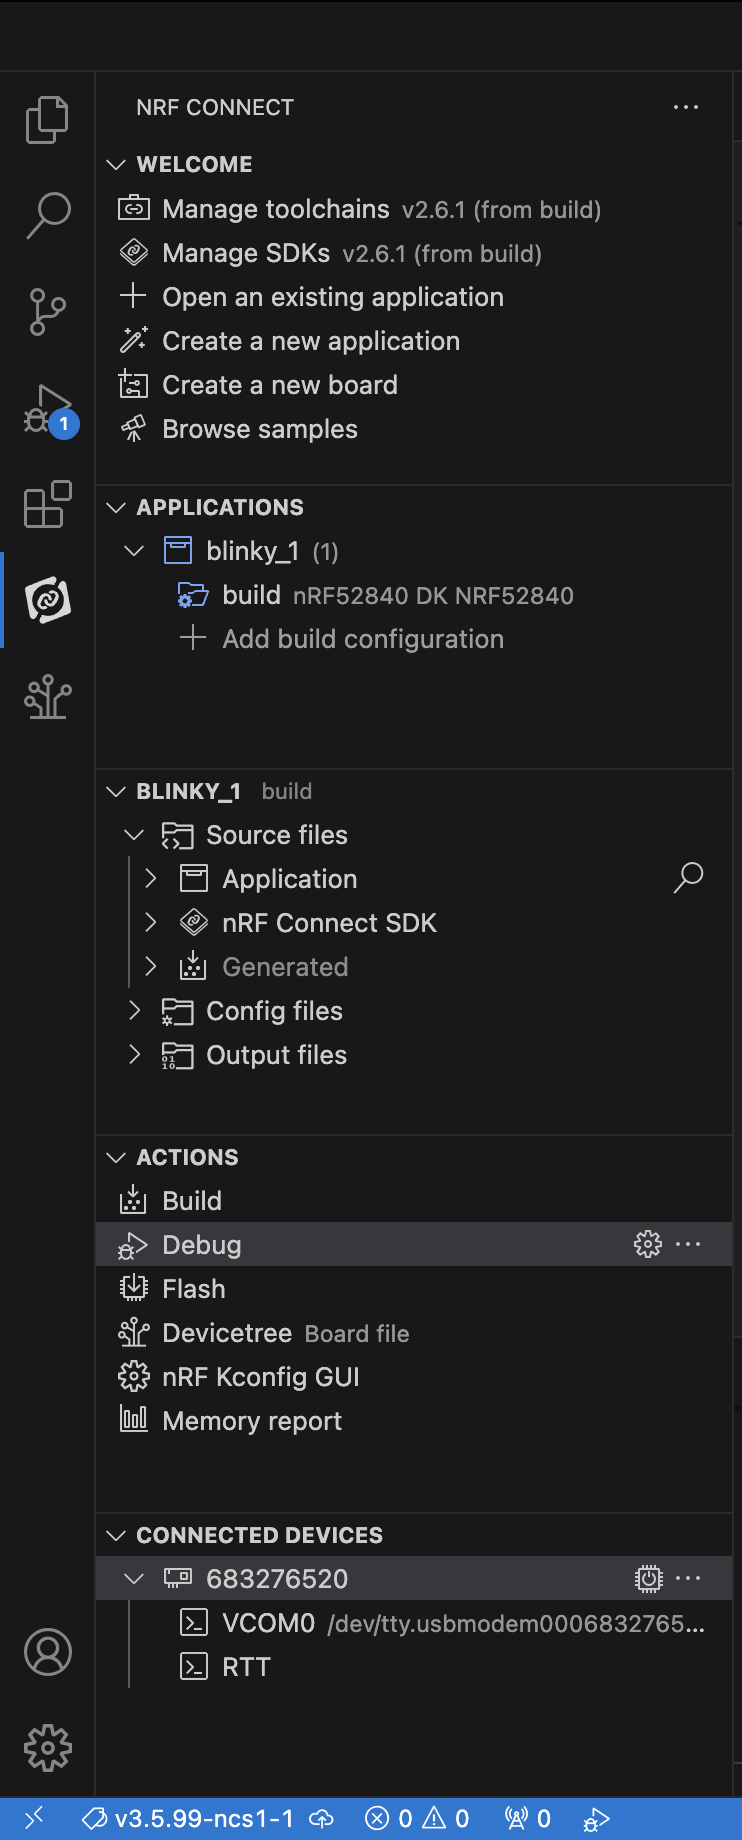 NRF CONNECT
WELCOME
Manage toolchains v2.6.1 (from build)
Manage SDKs v2.6.1 (from build)
Open an existing application
Create a new application
Create a new board
Browse samples
1
APPLICATIONS
blinky_1 (1)
build nRF52840 DK NRF52840
Add build configuration
BLINKY_1 build
Source files
Application
nRF Connect SDK
Generated
Config files
Output files
ACTIONS
Build
Debug
Flash
Devicetree Board file
nRF Kconfig GUI
Memory report
CONNECTED DEVICES
683276520
VCOM0 /dev/tty.usbmodem0006832765...
RTT
v3.5.99-ncs1-1 0 0 0